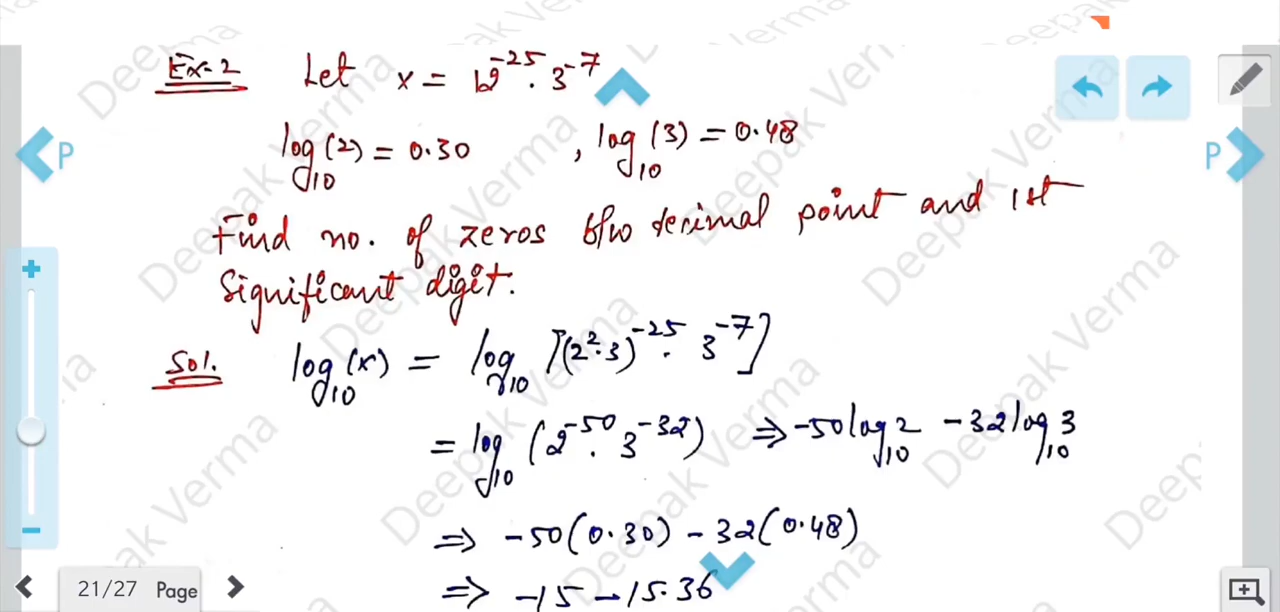 Ex-2 Let x = 12^-25 . 3^-7
log10(2) = 0.30 , log10(3) = 0.48
Find no. of zeros b/w decimal point and 1st
Significant digit.
Sol. log10(x) = log10 [(2^2.3)^-25 . 3^-7]
= log10 (2^-50 . 3^-32) ⇒ -50 log10 2 - 32 log10 3
⇒ -50(0.30) - 32(0.48)
⇒ -15 - 15.36
P
P
+
−
21/27 Page
Deepak Verma